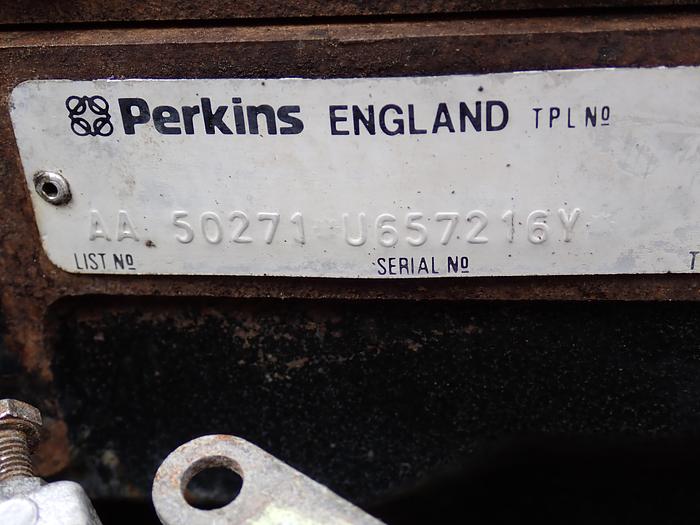 Perkins ENGLAND TPL Nº
AA 50271 U657216Y
LIST Nº SERIAL Nº T